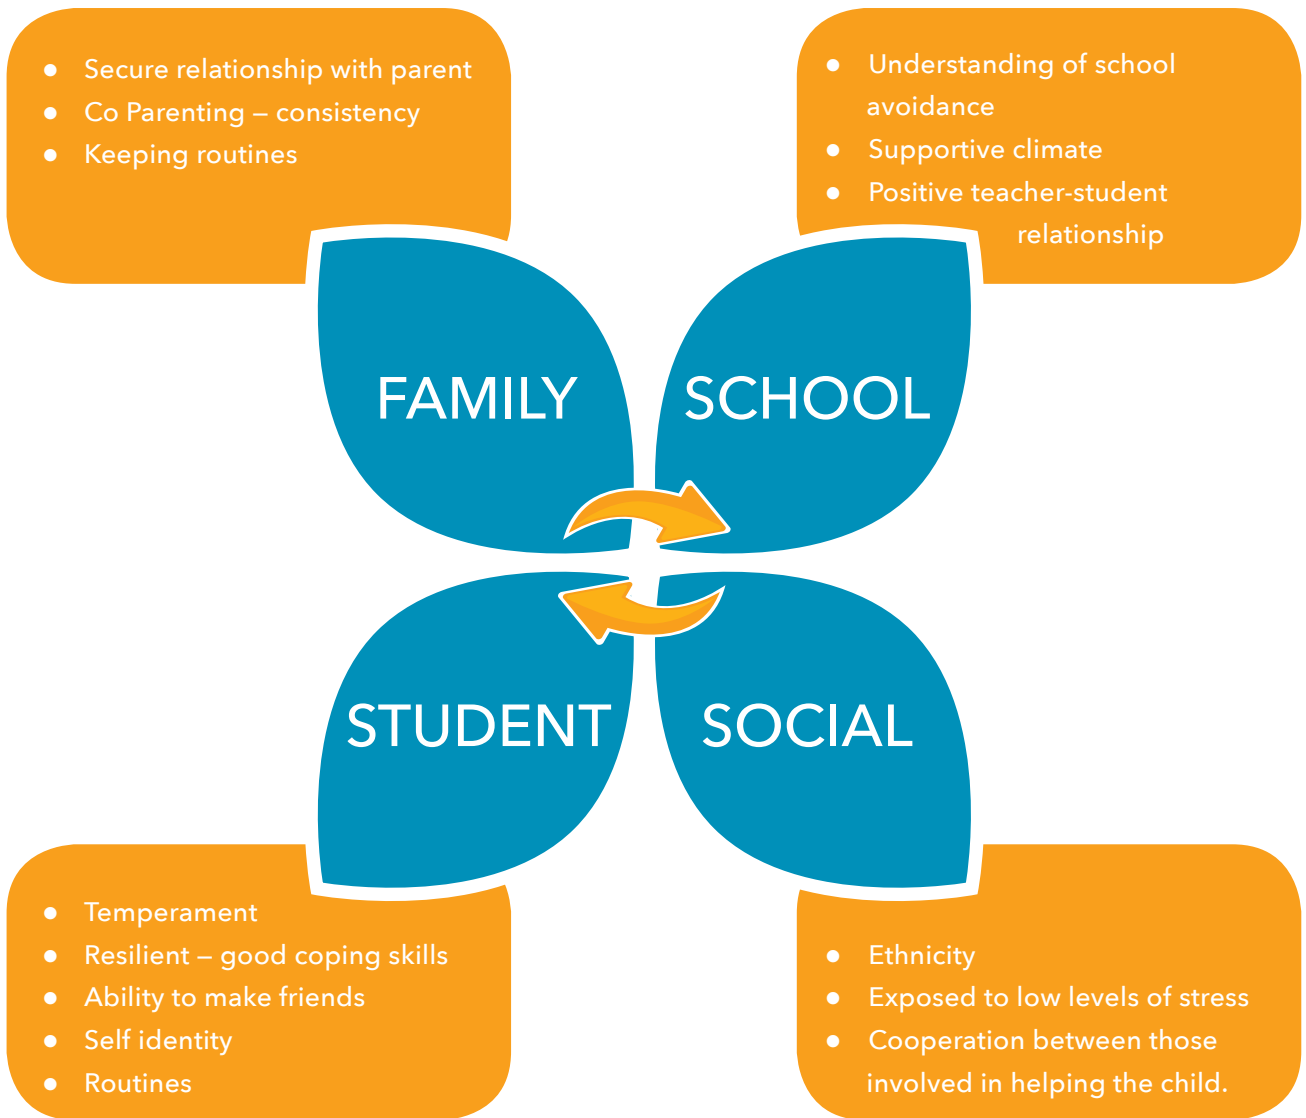 ● Secure relationship with parent
● Co Parenting – consistency
● Keeping routines
● Understanding of school
avoidance
● Supportive climate
● Positive teacher-student
relationship
FAMILY
SCHOOL
STUDENT
SOCIAL
● Temperament
● Resilient – good coping skills
● Ability to make friends
● Self identity
● Routines
● Ethnicity
● Exposed to low levels of stress
● Cooperation between those
involved in helping the child.